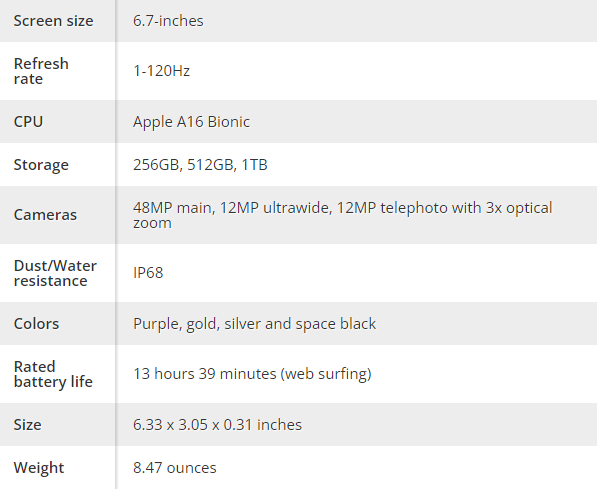 Screen size 6.7-inches
Refresh
rate
1-120Hz
CPU Apple A16 Bionic
Storage 256GB, 512GB, 1TB
Cameras
48MP main, 12MP ultrawide, 12MP telephoto with 3x optical
zoom
Dust/Water
resistance
IP68
Colors Purple, gold, silver and space black
Rated
battery life
13 hours 39 minutes (web surfing)
Size 6.33 x 3.05 x 0.31 inches
Weight 8.47 ounces